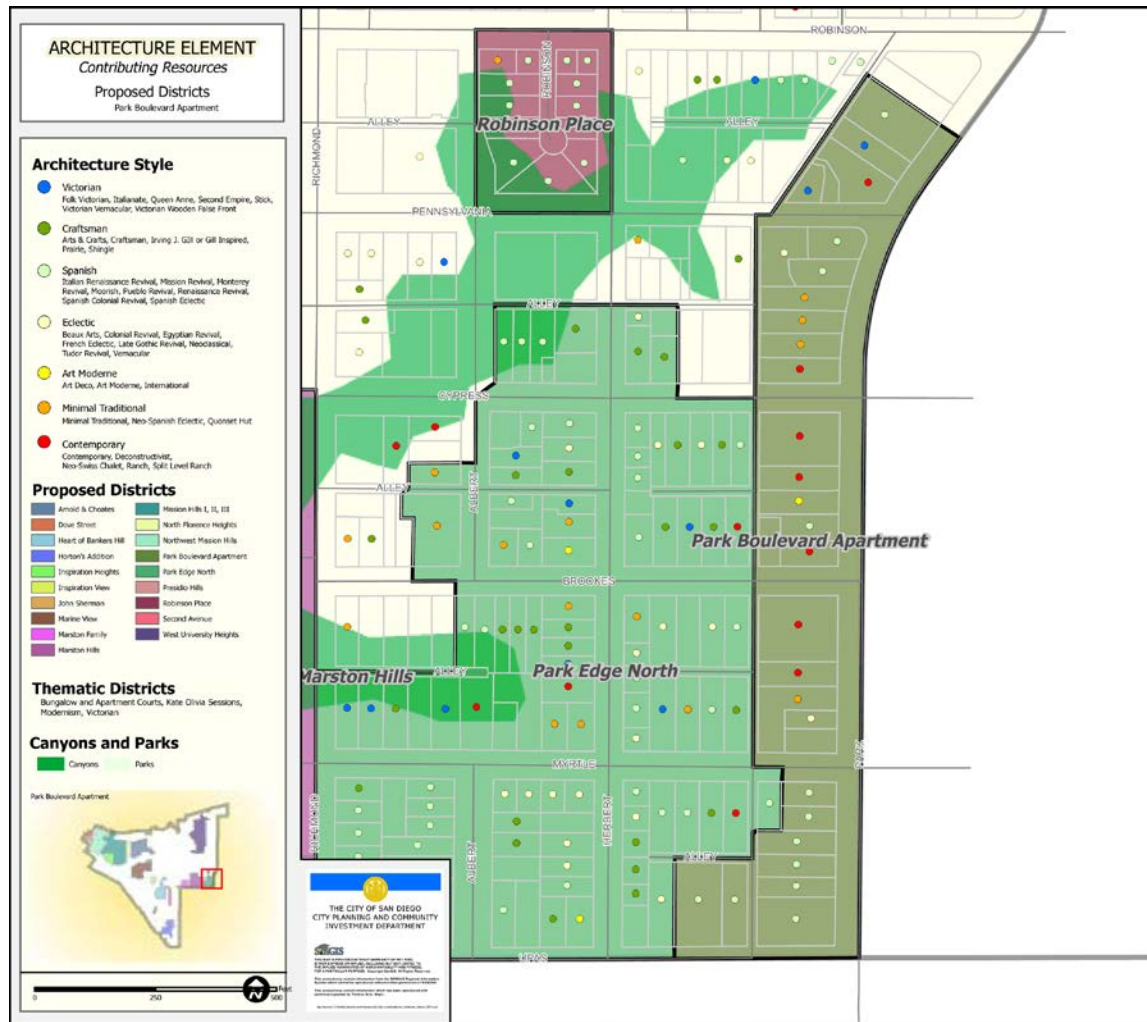 ARCHITECTURE ELEMENT
Contributing Resources
Proposed Districts
Park Boulevard Apartment
Architecture Style
Victorian
Folk Victorian, Italianate, Queen Anne, Second Empire, Stick,
Victorian Vernacular, Victorian Wooden False Front
Craftsman
Arts & Crafts, Craftsman, Irving J. Gill or Gill Inspired,
Prairie, Shingle
Spanish
Italian Renaissance Revival, Mission Revival, Monterey
Revival, Moorish, Pueblo Revival, Renaissance Revival,
Spanish Colonial Revival, Spanish Eclectic
Eclectic
Beaux Arts, Colonial Revival, Egyptian Revival,
French Eclectic, Late Gothic Revival, Neoclassical,
Tudor Revival, Vernacular
Art Moderne
Art Deco, Art Moderne, International
Minimal Traditional
Minimal Traditional, Neo-Spanish Eclectic, Quonset Hut
Contemporary
Contemporary, Deconstructivist,
Neo-Swiss Chalet, Ranch, Split Level Ranch
Proposed Districts
Arnold & Choates
Dove Street
Heart of Bankers Hill
Horton's Addition
Inspiration Heights
Inspiration View
John Sherman
Marine View
Marston Family
Marston Hills
Mission Hills I, II, III
North Florence Heights
Northwest Mission Hills
Park Boulevard Apartment
Park Edge North
Presidio Hills
Robinson Place
Second Avenue
West University Heights
Thematic Districts
Bungalow and Apartment Courts, Kate Olivia Sessions,
Modernism, Victorian
Canyons and Parks
Canyons
Parks
Park Boulevard Apartment
0
250
500
Feet
N
ROBINSON
ROBINSON
RICHMOND
ALLEY
Robinson Place
ALLEY
PENNSYLVANIA
ALLEY
CYPRESS
ALLEY
ALBERT
Park Boulevard Apartment
BROOKES
ALLEY
Marston Hills
Park Edge North
MYRTLE
PARK
RICHMOND
ALBERT
HERBERT
ALLEY
UPAS
THE CITY OF SAN DIEGO
CITY PLANNING AND COMMUNITY
INVESTMENT DEPARTMENT
SanGIS